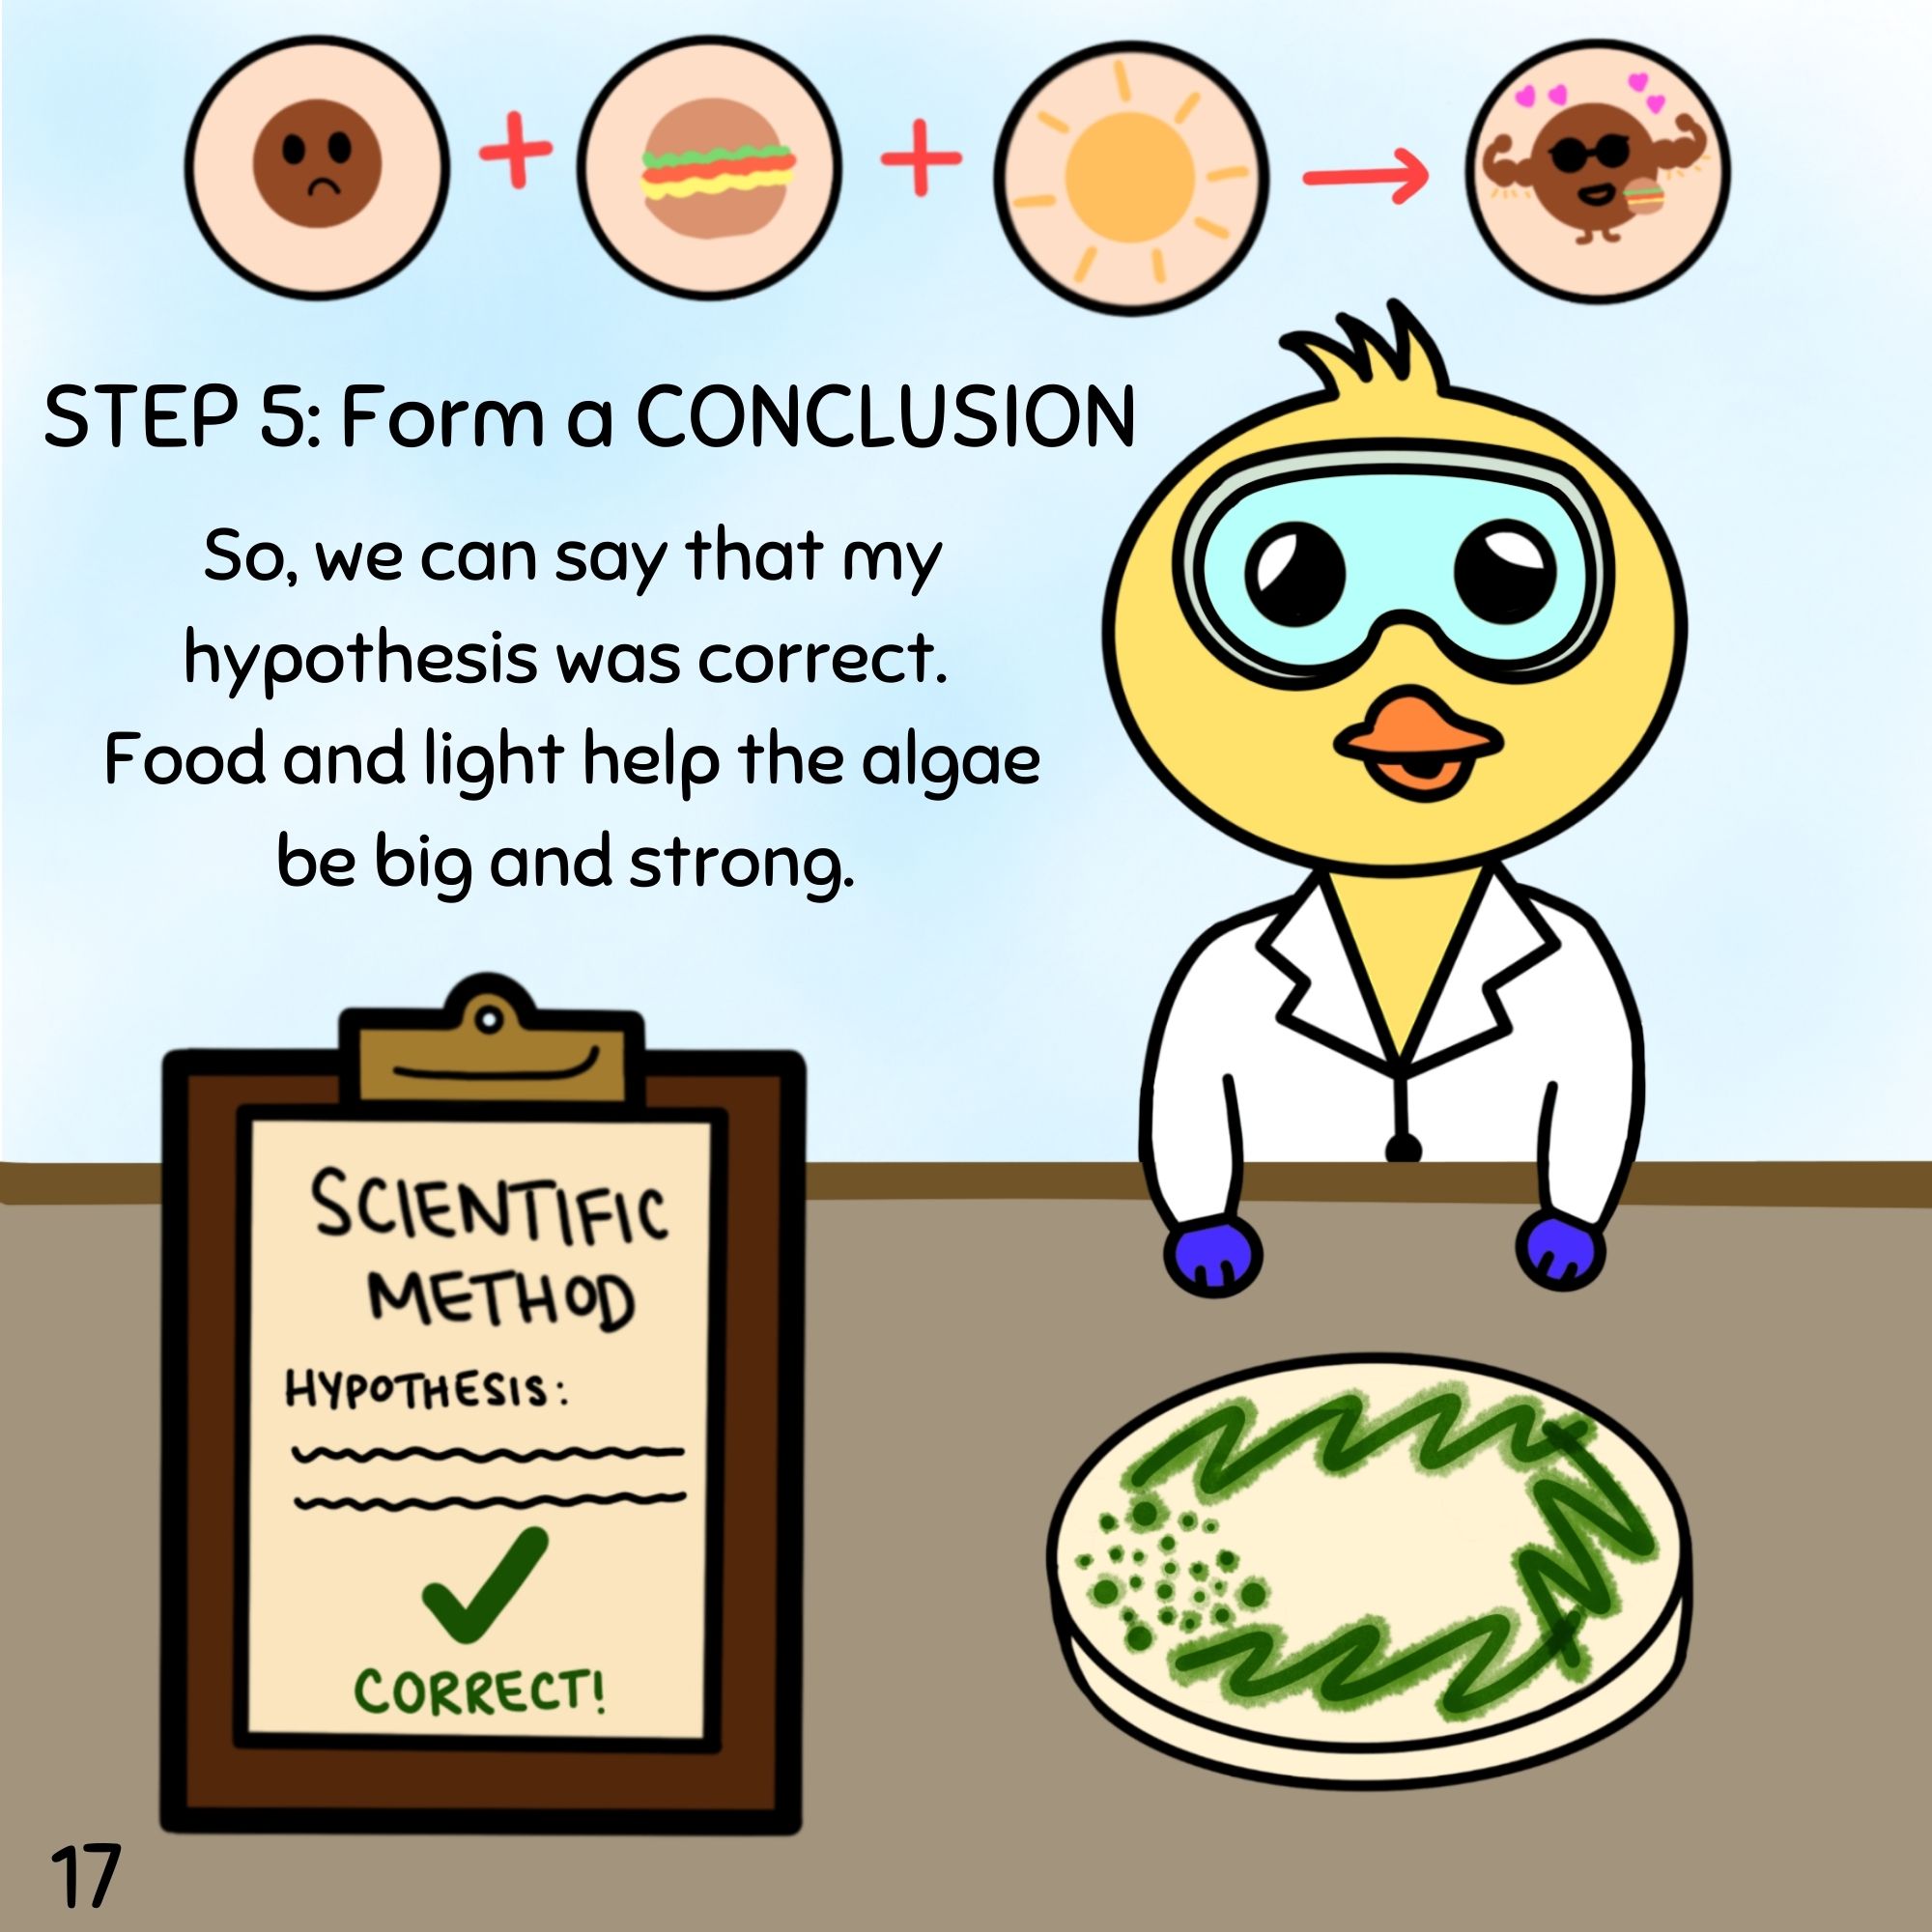 STEP 5: Form a CONCLUSION
So, we can say that my
hypothesis was correct.
Food and light help the algae
be big and strong.
SCIENTIFIC
METHOD
HYPOTHESIS:
CORRECT!
17